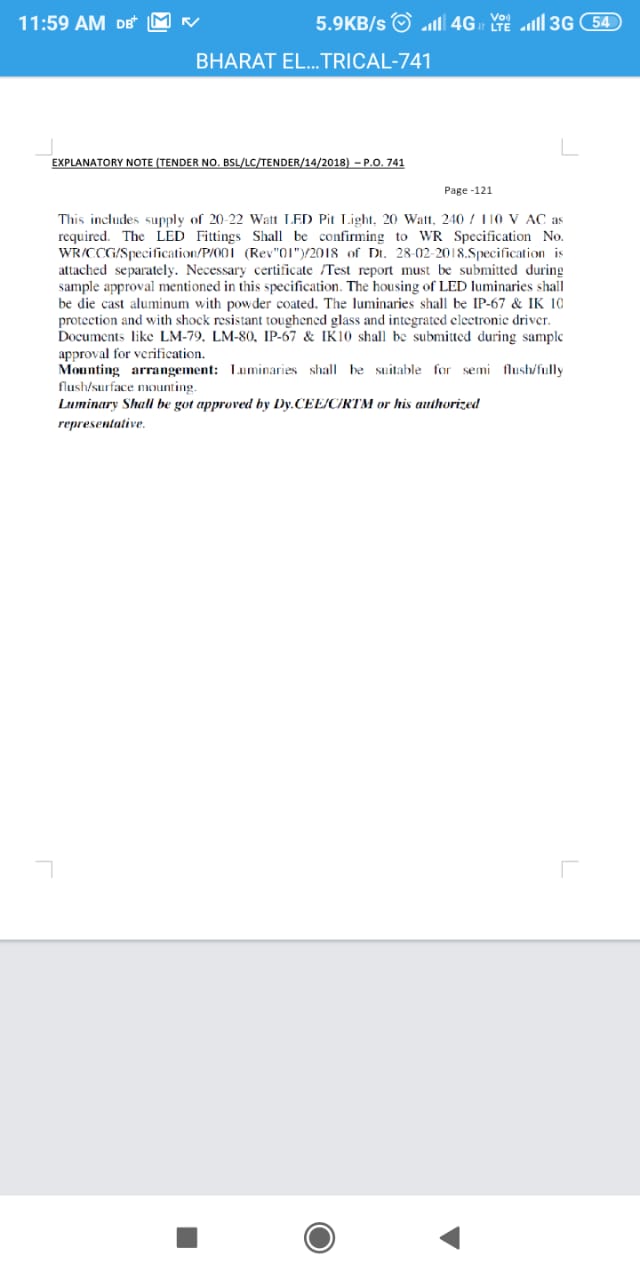 11:59 AM DB+
5.9KB/s 4G Vo) LTE 3G 54
BHARAT EL...TRICAL-741
EXPLANATORY NOTE (TENDER NO. BSL/LC/TENDER/14/2018) – P.O. 741
Page -121
This includes supply of 20-22 Watt LED Pit Light, 20 Watt, 240 / 110 V AC as
required. The LED Fittings Shall be confirming to WR Specification No.
WR/CCG/Specification/P/001 (Rev"01")/2018 of Dt. 28-02-2018.Specification is
attached separately. Necessary certificate /Test report must be submitted during
sample approval mentioned in this specification. The housing of LED luminaries shall
be die cast aluminum with powder coated. The luminaries shall be IP-67 & IK 10
protection and with shock resistant toughened glass and integrated electronic driver.
Documents like LM-79, LM-80, IP-67 & IK10 shall be submitted during sample
approval for verification.
Mounting arrangement: Luminaries shall be suitable for semi flush/fully
flush/surface mounting.
Luminary Shall be got approved by Dy.CEE/C/RTM or his authorized
representative.